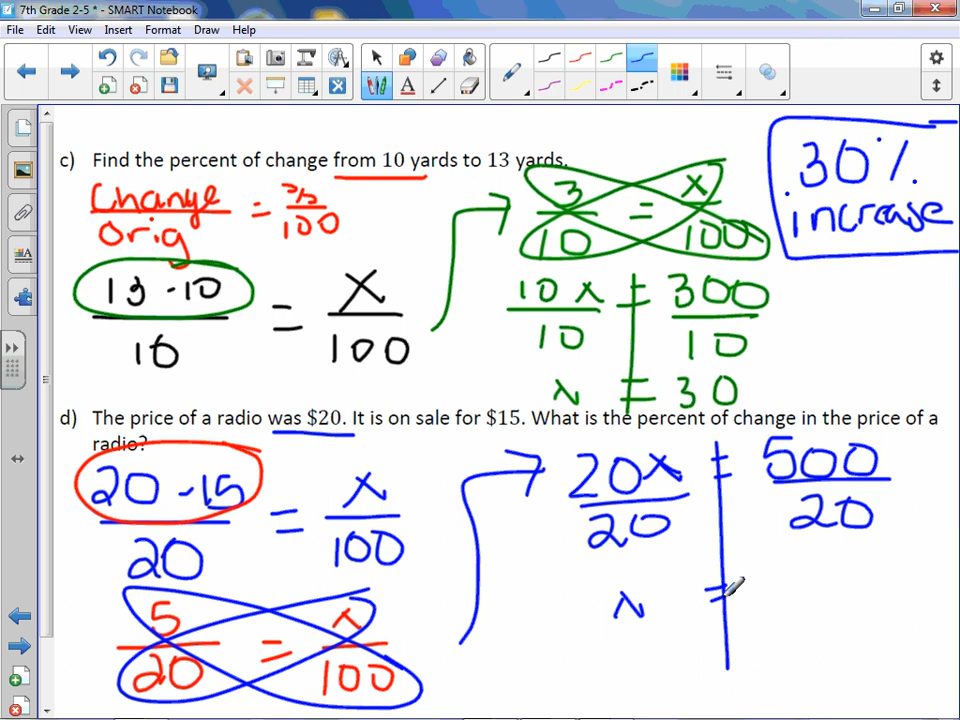 7th Grade 2-5 * - SMART Notebook
File Edit View Insert Format Draw Help
c) Find the percent of change from 10 yards to 13 yards.
Change = %
Orig 100
13 - 10 = x
10 100
3 = x
10 100
10x = 300
10 10
x = 30
30%
increase
d) The price of a radio was $20. It is on sale for $15. What is the percent of change in the price of a
radio?
20 - 15 = x
20 100
5 = x
20 100
20x = 500
20 20
x =